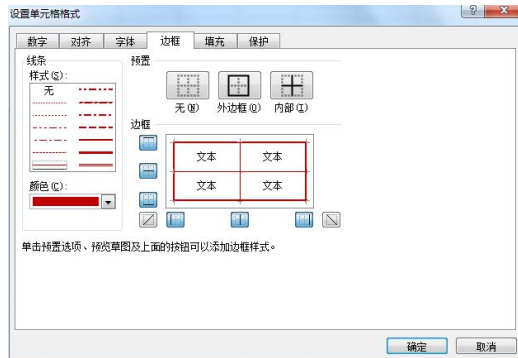 设置单元格格式
数字 对齐 字体 边框 填充 保护
线条
样式(S):
无
颜色(C):
预置
无(N) 外边框(O) 内部(I)
边框
文本 文本
文本 文本
单击预置选项、预览草图及上面的按钮可以添加边框样式。
确定 取消